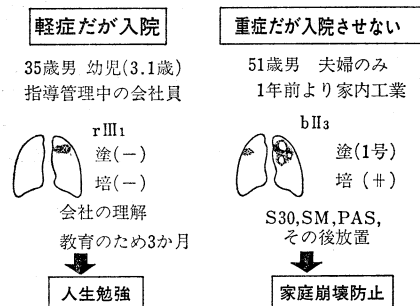 軽症だが入院
35歳男 幼児(3.1歳)
指導管理中の会社員
rⅢ1
塗(−)
培(−)
会社の理解
教育のため3か月
人生勉強
重症だが入院させない
51歳男 夫婦のみ
1年前より家内工業
bⅡ3
塗(1号)
培(＋)
S30,SM,PAS,
その後放置
家庭崩壊防止